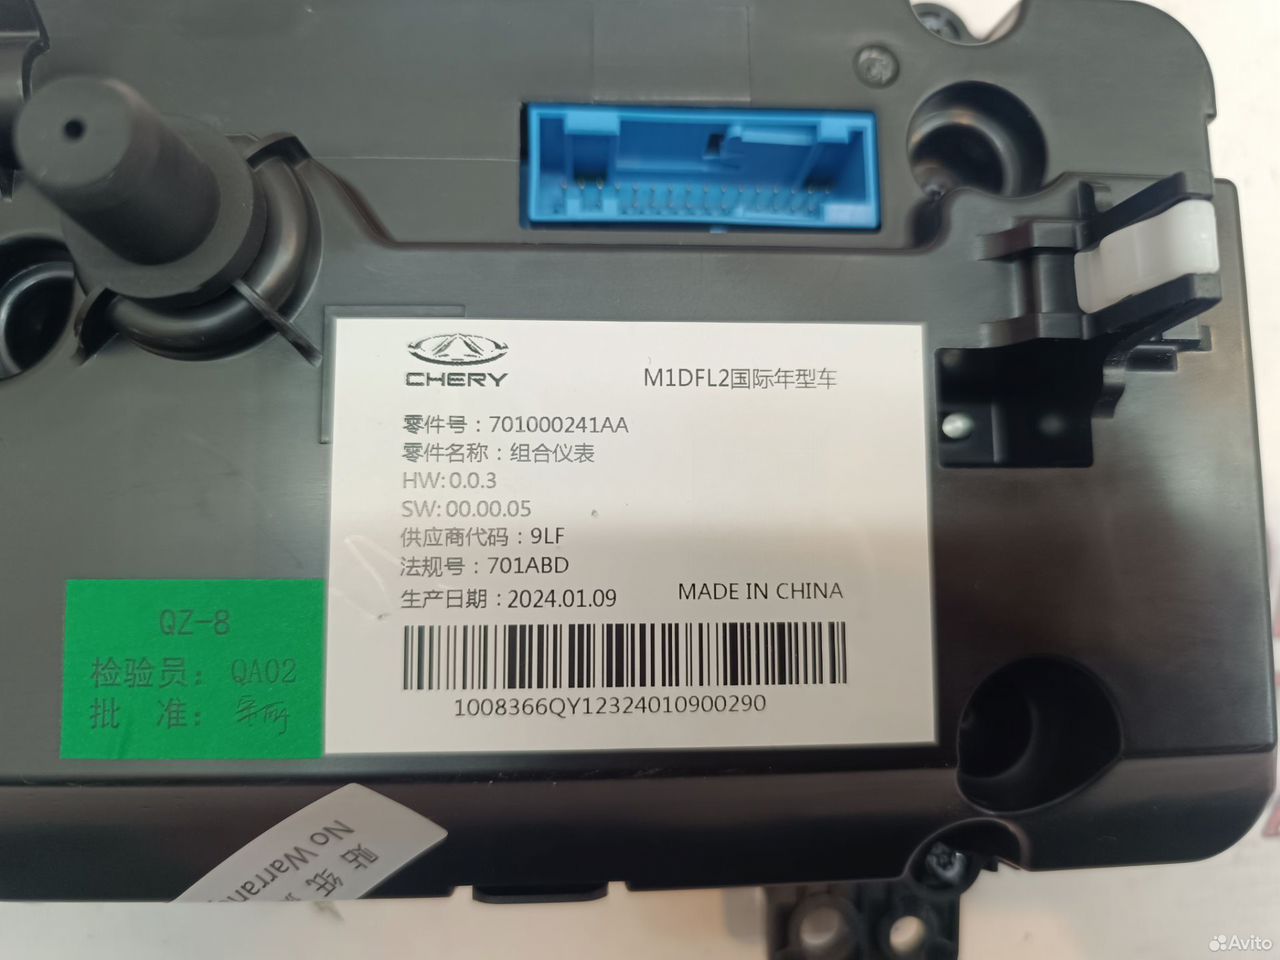 CHERY
M1DFL2国际年型车
零件号：701000241AA
零件名称：组合仪表
HW:0.0.3
SW:00.00.05
供应商代码：9LF
法规号：701ABD
生产日期：2024.01.09
MADE IN CHINA
1008366QY12324010900290
QZ-8
检验员：QA02
批 准：
贴纸
No Warran
Avito